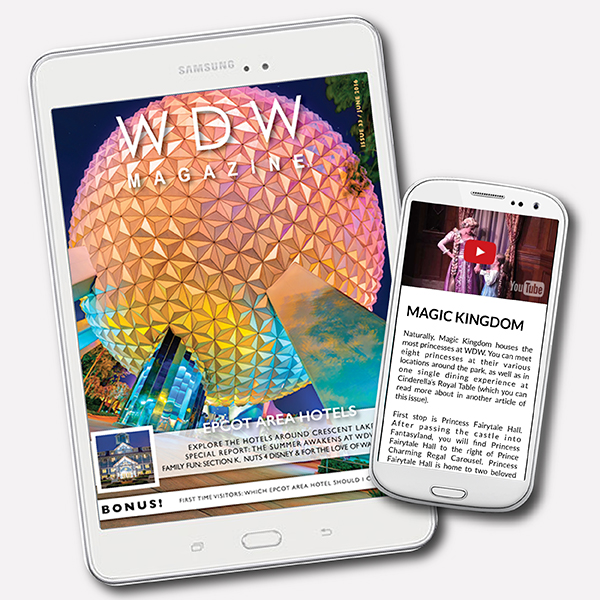 SAMSUNG
ISSUE 33 / JUNE 2016
WDW
MAGAZINE
EPCOT AREA HOTELS
EXPLORE THE HOTELS AROUND CRESCENT LAKE
SPECIAL REPORT: THE SUMMER AWAKENS AT WDW
FAMILY FUN: SECTION K, NUTS 4 DISNEY & FOR THE LOVE OF WA
BONUS!
FIRST TIME VISITORS: WHICH EPCOT AREA HOTEL SHOULD I C
YouTube
MAGIC KINGDOM
Naturally, Magic Kingdom houses the
most princesses at WDW. You can meet
eight princesses at their various
locations around the park, as well as in
one single dining experience at
Cinderella's Royal Table (which you can
read more about in another article of
this issue).
First stop is Princess Fairytale Hall.
After passing the castle into
Fantasyland, you will find Princess
Fairytale Hall to the right of Prince
Charming Regal Carousel. Princess
Fairytale Hall is home to two beloved